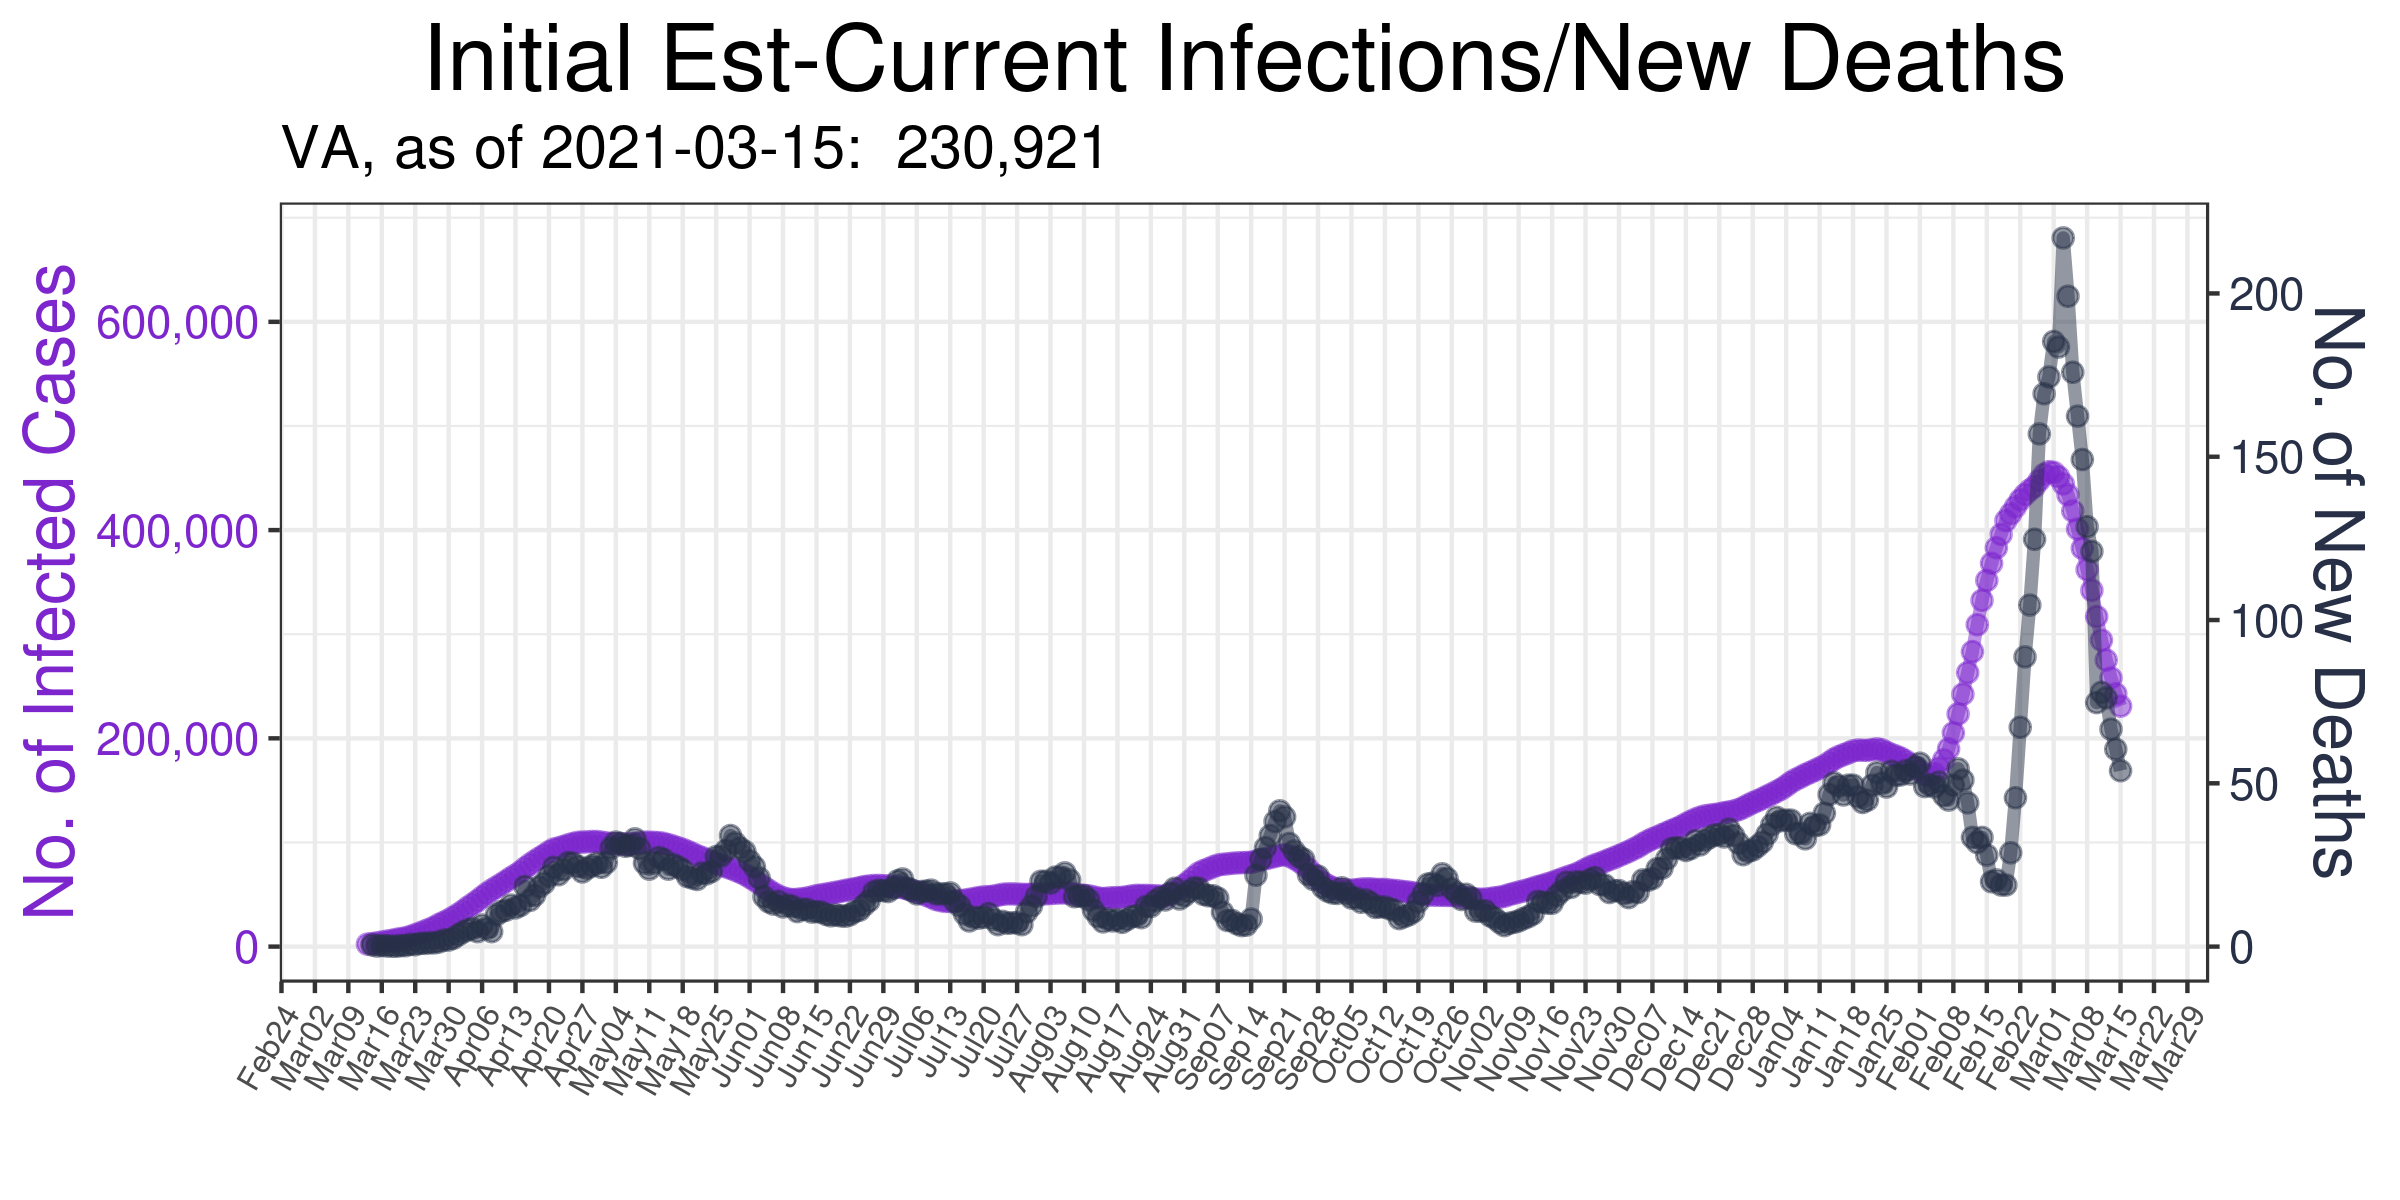 Initial Est-Current Infections/New Deaths
VA, as of 2021-03-15:  230,921
No. of Infected Cases
600,000
400,000
200,000
0
200
150
100
50
0
No. of New Deaths
Feb24
Mar02
Mar09
Mar16
Mar23
Mar30
Apr06
Apr13
Apr20
Apr27
May04
May11
May18
May25
Jun01
Jun08
Jun15
Jun22
Jun29
Jul06
Jul13
Jul20
Jul27
Aug03
Aug10
Aug17
Aug24
Aug31
Sep07
Sep14
Sep21
Sep28
Oct05
Oct12
Oct19
Oct26
Nov02
Nov09
Nov16
Nov23
Nov30
Dec07
Dec14
Dec21
Dec28
Jan04
Jan11
Jan18
Jan25
Feb01
Feb08
Feb15
Feb22
Mar01
Mar08
Mar15
Mar22
Mar29